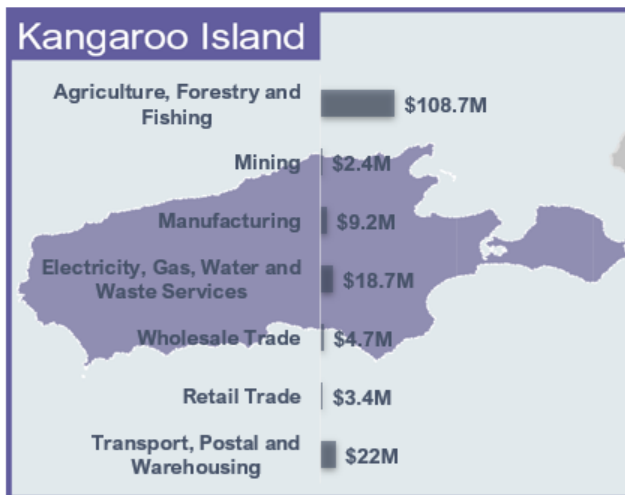 Kangaroo Island
Agriculture, Forestry and
Fishing
$108.7M
Mining
$2.4M
Manufacturing
$9.2M
Electricity, Gas, Water and
Waste Services
$18.7M
Wholesale Trade
$4.7M
Retail Trade
$3.4M
Transport, Postal and
Warehousing
$22M